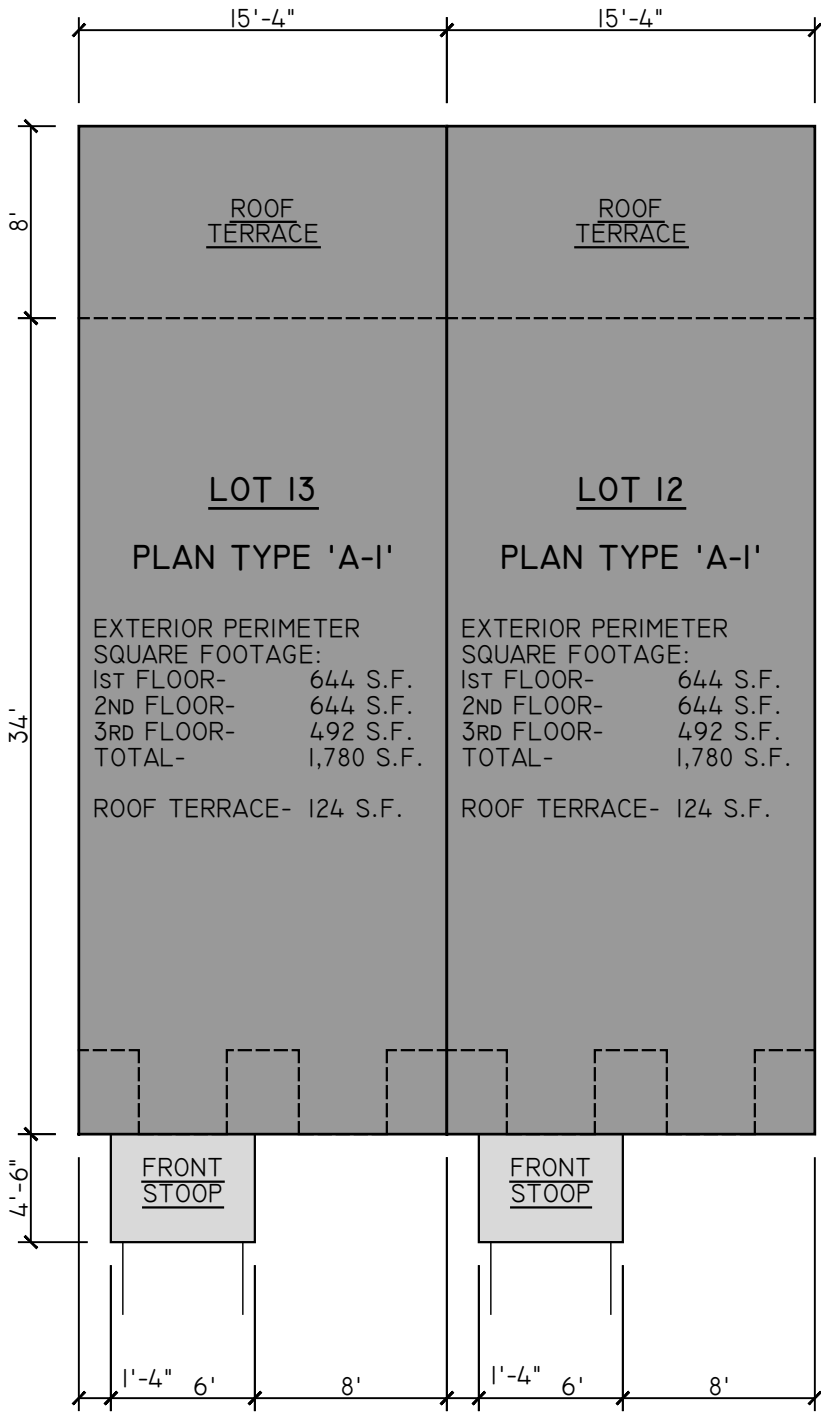 15'-4"
15'-4"
8'
ROOF
TERRACE
ROOF
TERRACE
34'
LOT 13
PLAN TYPE 'A-1'
EXTERIOR PERIMETER
SQUARE FOOTAGE:
1ST FLOOR- 644 S.F.
2ND FLOOR- 644 S.F.
3RD FLOOR- 492 S.F.
TOTAL- 1,780 S.F.
ROOF TERRACE- 124 S.F.
LOT 12
PLAN TYPE 'A-1'
EXTERIOR PERIMETER
SQUARE FOOTAGE:
1ST FLOOR- 644 S.F.
2ND FLOOR- 644 S.F.
3RD FLOOR- 492 S.F.
TOTAL- 1,780 S.F.
ROOF TERRACE- 124 S.F.
4'-6"
FRONT
STOOP
FRONT
STOOP
1'-4" 6' 8'
1'-4" 6' 8'